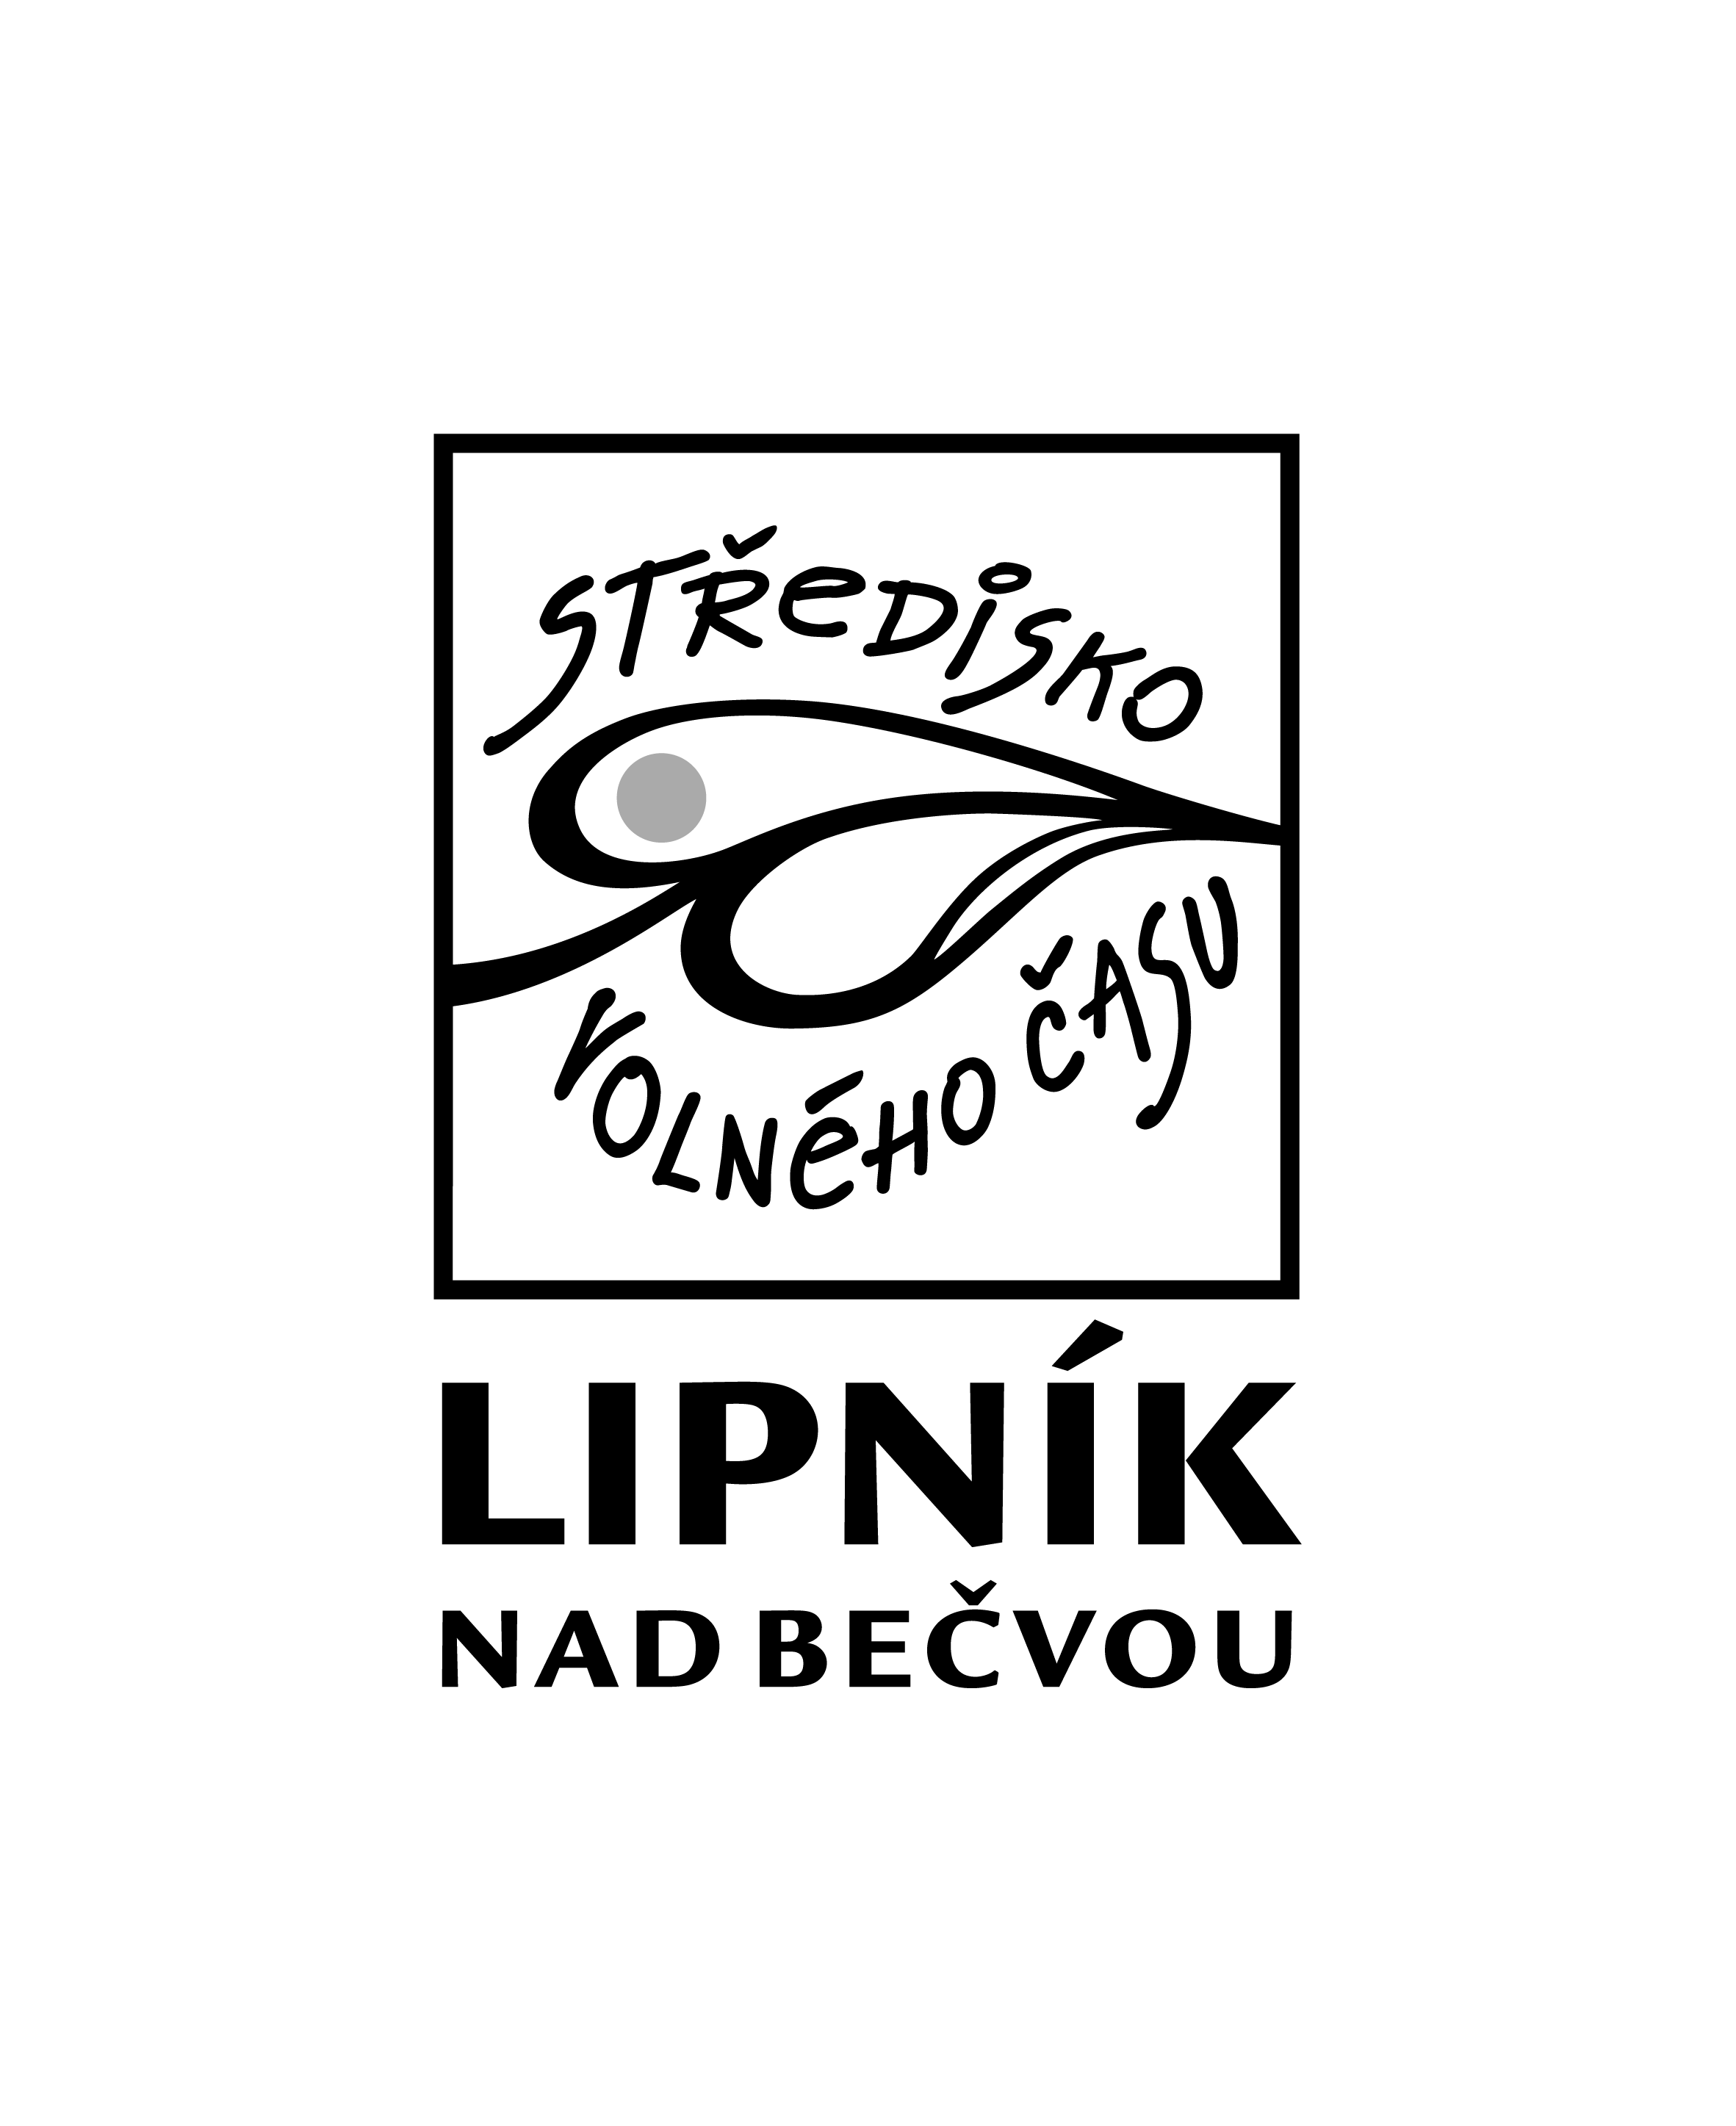 STŘEDISKO
VOLNÉHO ČASU
LIPNÍK
NAD BEČVOU